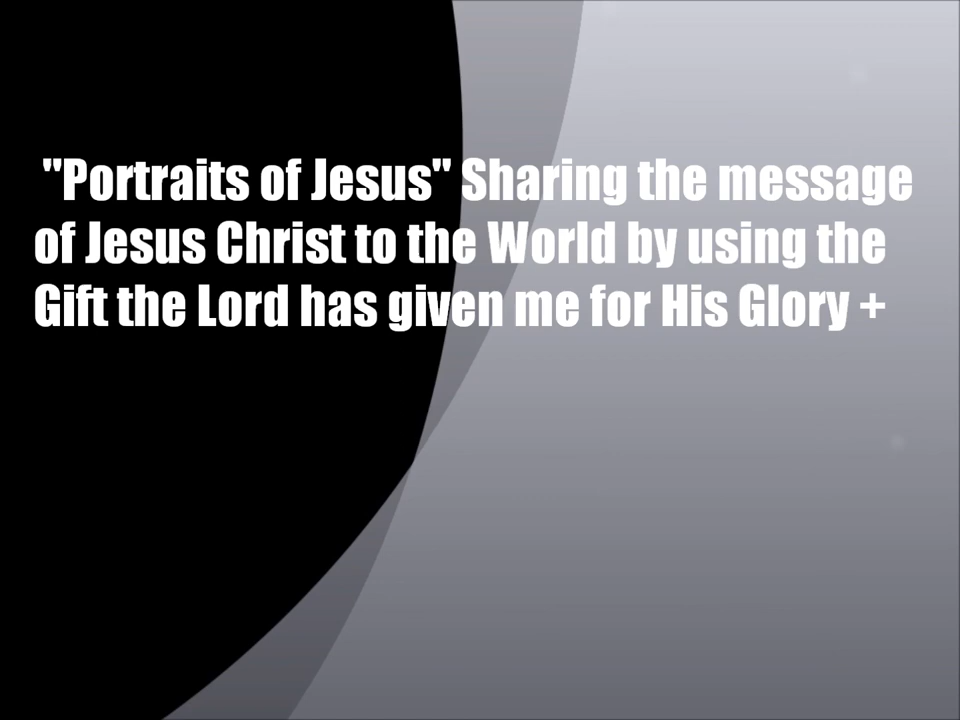 "Portraits of Jesus" Sharing the message
of Jesus Christ to the World by using the
Gift the Lord has given me for His Glory +